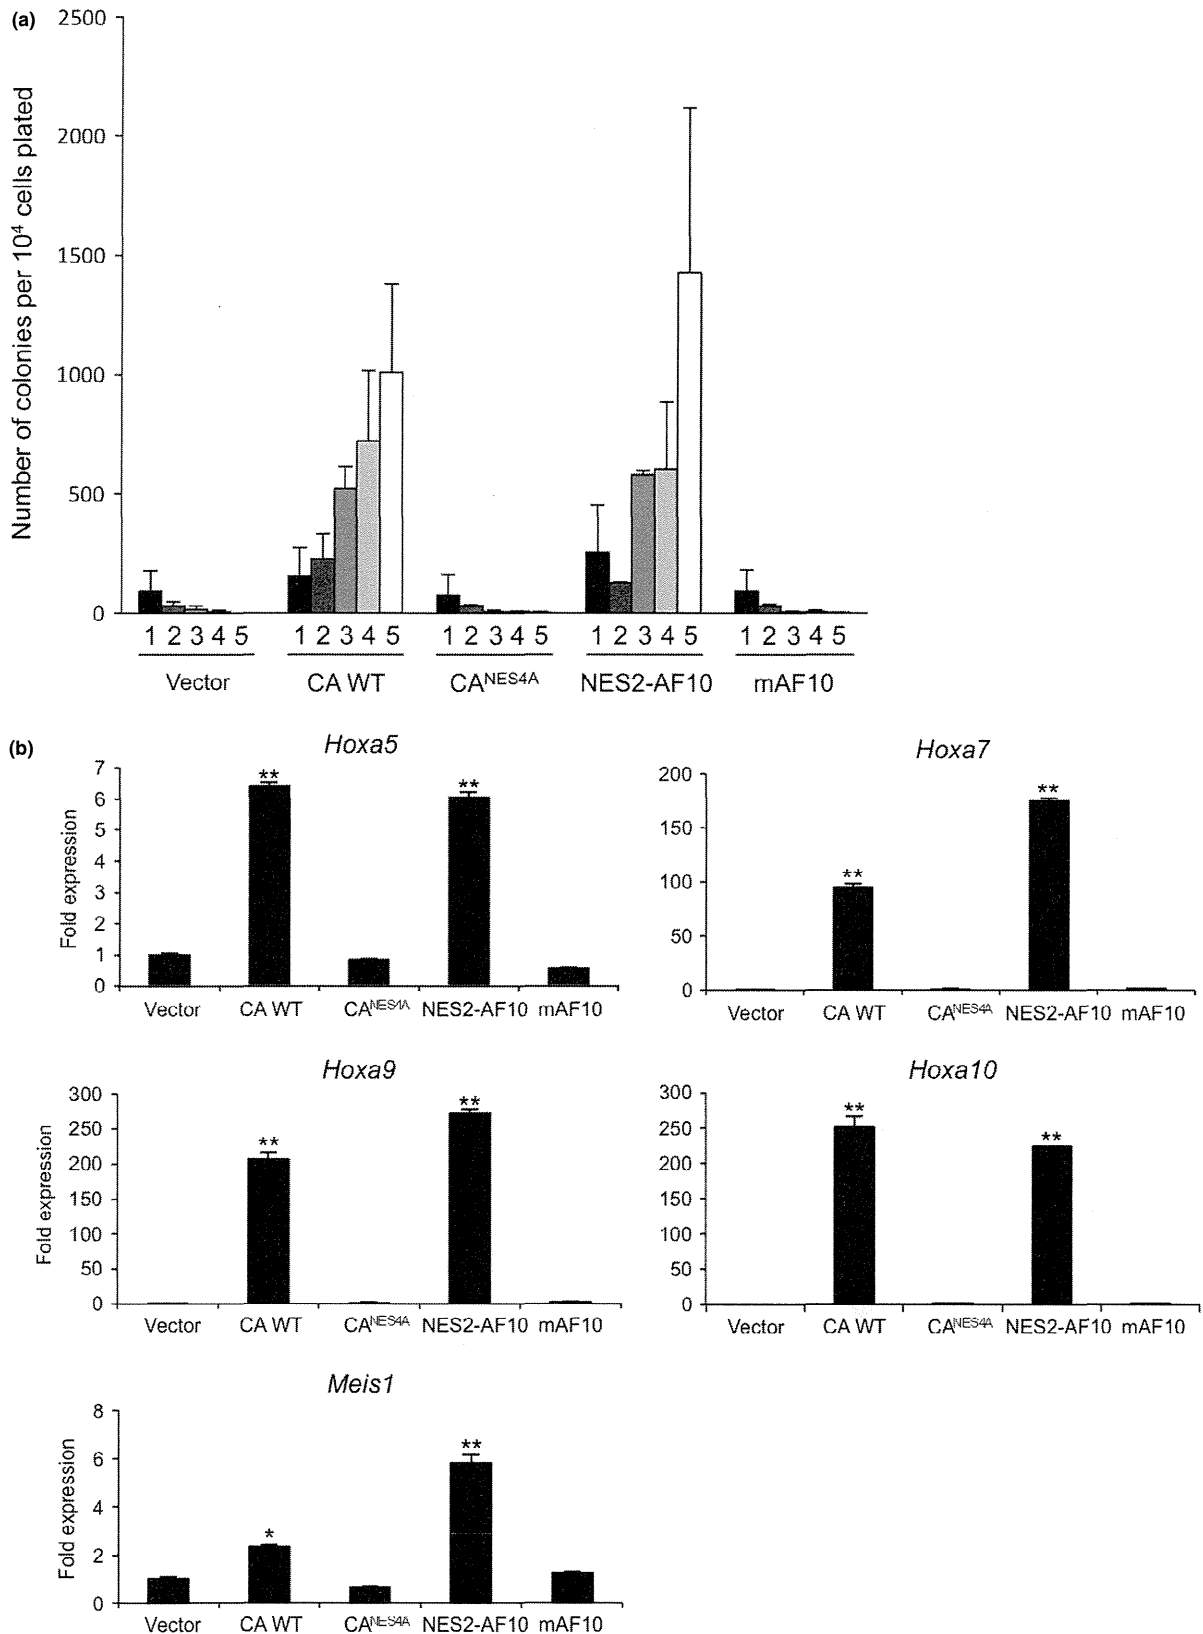 (a)
Number of colonies per 10⁴ cells plated
2500
2000
1500
1000
500
0
1 2 3 4 5 1 2 3 4 5 1 2 3 4 5 1 2 3 4 5 1 2 3 4 5
Vector CA WT CA^NES4A NES2-AF10 mAF10
(b)
Hoxa5
Fold expression
7
6
5
4
3
2
1
0
** **
Vector CA WT CA^NES4A NES2-AF10 mAF10
Hoxa7
200
150
100
50
0
** **
Vector CA WT CA^NES4A NES2-AF10 mAF10
Hoxa9
Fold expression
300
250
200
150
100
50
0
** **
Vector CA WT CA^NES4A NES2-AF10 mAF10
Hoxa10
300
250
200
150
100
50
0
** **
Vector CA WT CA^NES4A NES2-AF10 mAF10
Meis1
Fold expression
8
6
4
2
0
* **
Vector CA WT CA^NES4A NES2-AF10 mAF10